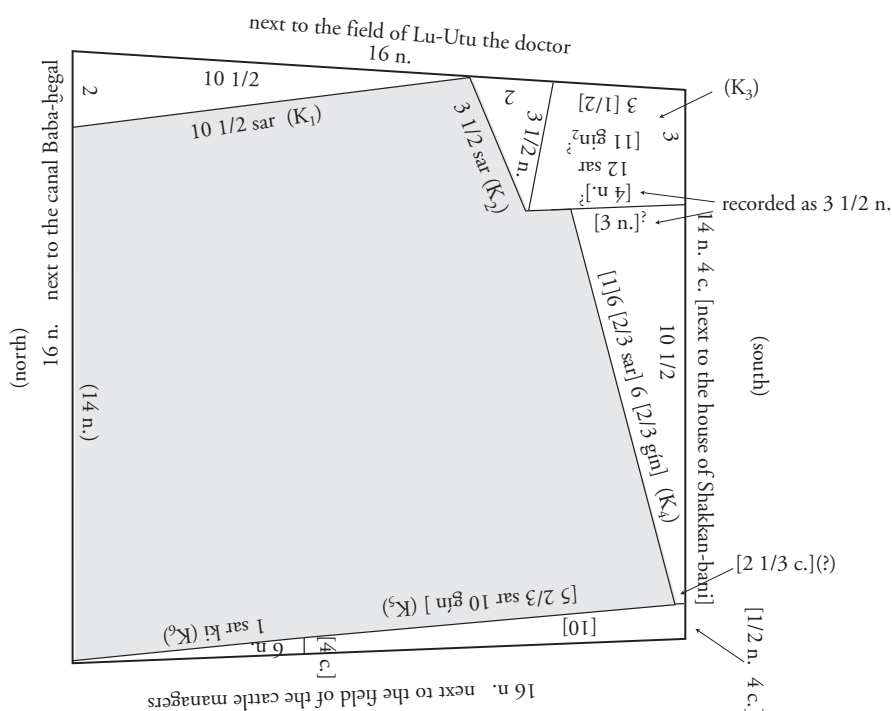 next to the field of Lu-Utu the doctor
16 n.
2
10 1/2
10 1/2 sar (K₁)
3 1/2 sar (K₂)
2
3 1/2 n.
3 [1/2]
[11 gin₂?
12 sar
[4 n.]?
3
(K₃)
recorded as 3 1/2 n.
[3 n.]?
(north)
16 n. next to the canal Baba-hegal
(14 n.)
[1]6 [2/3 sar] 6 [2/3 gín] (K₄)
10 1/2
14 n. 4 c. [next to the house of Shakkan-bani]
(south)
[2 1/3 c.](?)
[5 2/3 sar 10 gín ] (K₅)
1 sar ki (K₆)
6 n.
[4 c.]
[10]
[1/2 n. 4 c.]
16 n. next to the field of the cattle managers